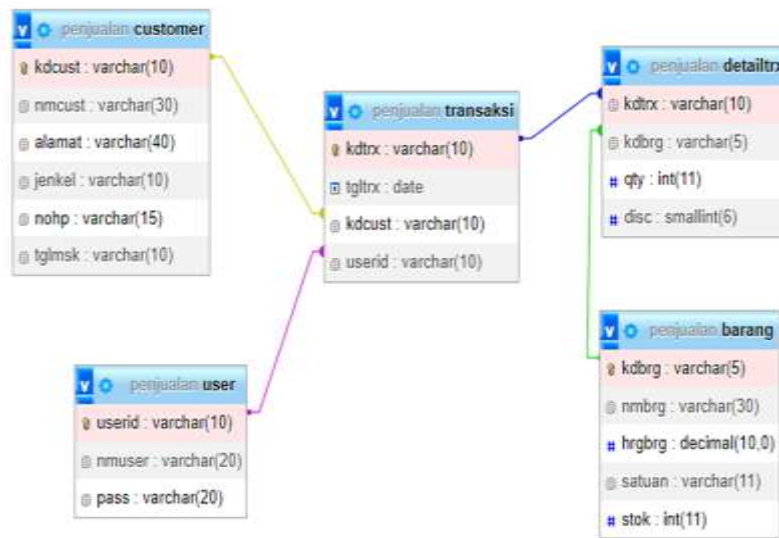 penjualan customer
kdcust : varchar(10)
nmcust : varchar(30)
alamat : varchar(40)
jenkel : varchar(10)
nohp : varchar(15)
tglmsk : varchar(10)
penjualan transaksi
kdtrx : varchar(10)
tgltrx : date
kdcust : varchar(10)
userid : varchar(10)
penjualan detailtrx
kdtrx : varchar(10)
kdbrg : varchar(5)
# qty : int(11)
# disc : smallint(6)
penjualan user
userid : varchar(10)
nmuser : varchar(20)
pass : varchar(20)
penjualan barang
kdbrg : varchar(5)
nmbrg : varchar(30)
# hrgbrg : decimal(10,0)
satuan : varchar(11)
# stok : int(11)